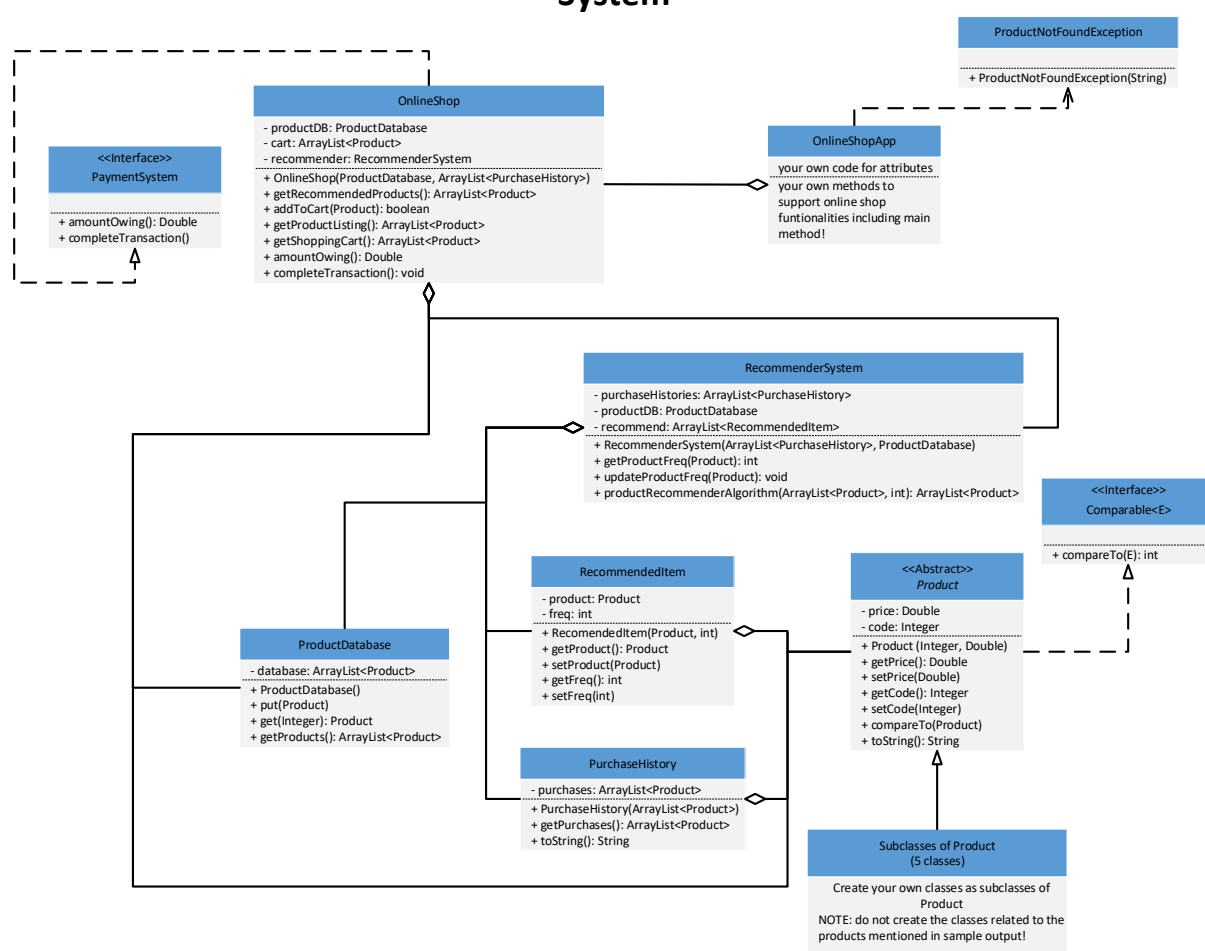 System
ProductNotFoundException
+ ProductNotFoundException(String)
OnlineShop
- productDB: ProductDatabase
- cart: ArrayList<Product>
- recommender: RecommenderSystem
+ OnlineShop(ProductDatabase, ArrayList<PurchaseHistory>)
+ getRecommendedProducts(): ArrayList<Product>
+ addToCart(Product): boolean
+ getProductListing(): ArrayList<Product>
+ getShoppingCart(): ArrayList<Product>
+ amountOwing(): Double
+ completeTransaction(): void
OnlineShopApp
your own code for attributes
your own methods to
support online shop
funtionalities including main
method!
<<Interface>>
PaymentSystem
+ amountOwing(): Double
+ completeTransaction()
RecommenderSystem
- purchaseHistories: ArrayList<PurchaseHistory>
- productDB: ProductDatabase
- recommend: ArrayList<RecommendedItem>
+ RecommenderSystem(ArrayList<PurchaseHistory>, ProductDatabase)
+ getProductFreq(Product): int
+ updateProductFreq(Product): void
+ productRecommenderAlgorithm(ArrayList<Product>, int): ArrayList<Product>
<<Interface>>
Comparable<E>
+ compareTo(E): int
RecommendedItem
- product: Product
- freq: int
+ RecomendedItem(Product, int)
+ getProduct(): Product
+ setProduct(Product)
+ getFreq(): int
+ setFreq(int)
<<Abstract>>
Product
- price: Double
- code: Integer
+ Product (Integer, Double)
+ getPrice(): Double
+ setPrice(Double)
+ getCode(): Integer
+ setCode(Integer)
+ compareTo(Product)
+ toString(): String
ProductDatabase
- database: ArrayList<Product>
+ ProductDatabase()
+ put(Product)
+ get(Integer): Product
+ getProducts(): ArrayList<Product>
PurchaseHistory
- purchases: ArrayList<Product>
+ PurchaseHistory(ArrayList<Product>)
+ getPurchases(): ArrayList<Product>
+ toString(): String
Subclasses of Product
(5 classes)
Create your own classes as subclasses of
Product
NOTE: do not create the classes related to the
products mentioned in sample output!